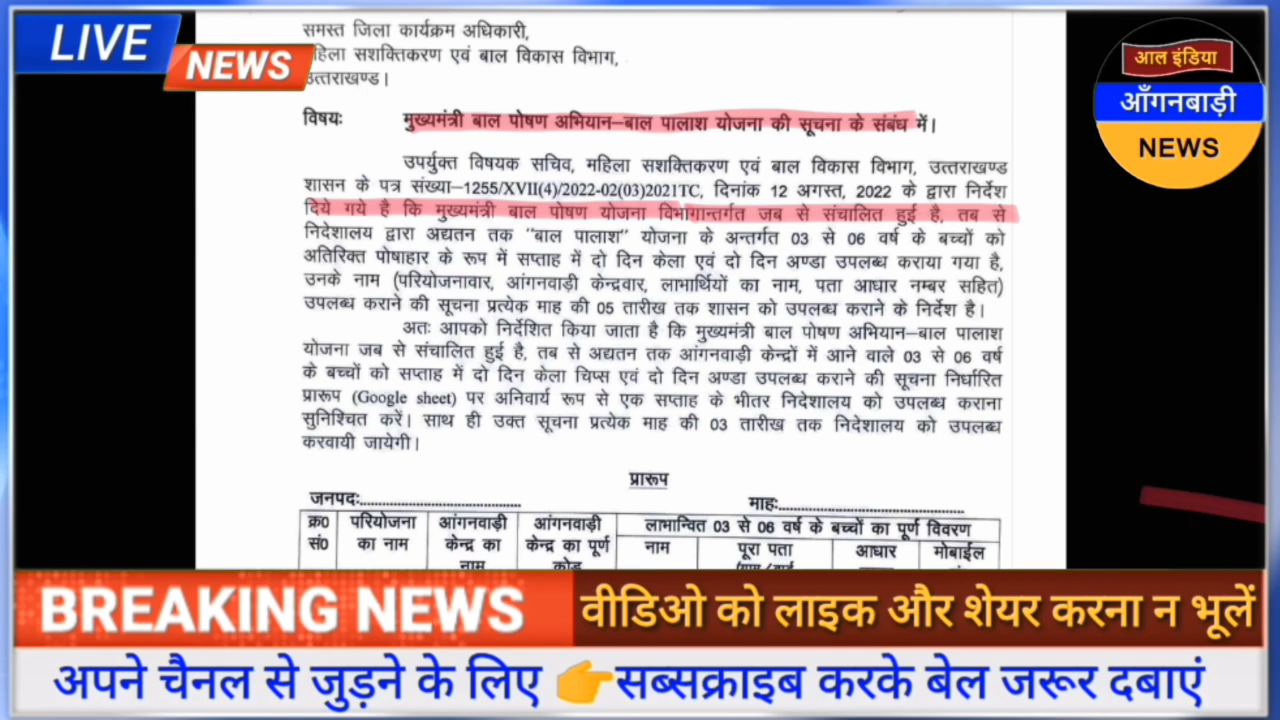 LIVE
NEWS
आल इंडिया
आँगनबाड़ी
NEWS
समस्त जिला कार्यक्रम अधिकारी,
हिला सशक्तिकरण एवं बाल विकास विभाग,
उत्तराखण्ड।
विषयः मुख्यमंत्री बाल पोषण अभियान–बाल पालाश योजना की सूचना के संबंध में।
उपर्युक्त विषयक सचिव, महिला सशक्तिकरण एवं बाल विकास विभाग, उत्तराखण्ड
शासन के पत्र संख्या–1255/XVII(4)/2022-02(03)2021TC, दिनांक 12 अगस्त, 2022 के द्वारा निर्देश
दिये गये है कि मुख्यमंत्री बाल पोषण योजना विभागान्तर्गत जब से संचालित हुई है, तब से
निदेशालय द्वारा अद्यतन तक "बाल पालाश" योजना के अन्तर्गत 03 से 06 वर्ष के बच्चों को
अतिरिक्त पोषाहार के रूप में सप्ताह में दो दिन केला एवं दो दिन अण्डा उपलब्ध कराया गया है,
उनके नाम (परियोजनावार, आंगनवाड़ी केन्द्रवार, लाभार्थियों का नाम, पता आधार नम्बर सहित)
उपलब्ध कराने की सूचना प्रत्येक माह की 05 तारीख तक शासन को उपलब्ध कराने के निर्देश है।
अतः आपको निर्देशित किया जाता है कि मुख्यमंत्री बाल पोषण अभियान–बाल पालाश
योजना जब से संचालित हुई है, तब से अद्यतन तक आंगनवाड़ी केन्द्रों में आने वाले 03 से 06 वर्ष
के बच्चों को सप्ताह में दो दिन केला चिप्स एवं दो दिन अण्डा उपलब्ध कराने की सूचना निर्धारित
प्रारूप (Google sheet) पर अनिवार्य रूप से एक सप्ताह के भीतर निदेशालय को उपलब्ध कराना
सुनिश्चित करें। साथ ही उक्त सूचना प्रत्येक माह की 03 तारीख तक निदेशालय को उपलब्ध
करवायी जायेगी।
प्रारूप
जनपदः........................................ माहः........................................
क्र0 सं0 परियोजना का नाम आंगनवाड़ी केन्द्र का नाम आंगनवाड़ी केन्द्र का पूर्ण कोड लाभान्वित 03 से 06 वर्ष के बच्चों का पूर्ण विवरण
नाम पूरा पता आधार मोबाईल
BREAKING NEWS
वीडिओ को लाइक और शेयर करना न भूलें
अपने चैनल से जुड़ने के लिए 👉सब्सक्राइब करके बेल जरूर दबाएं